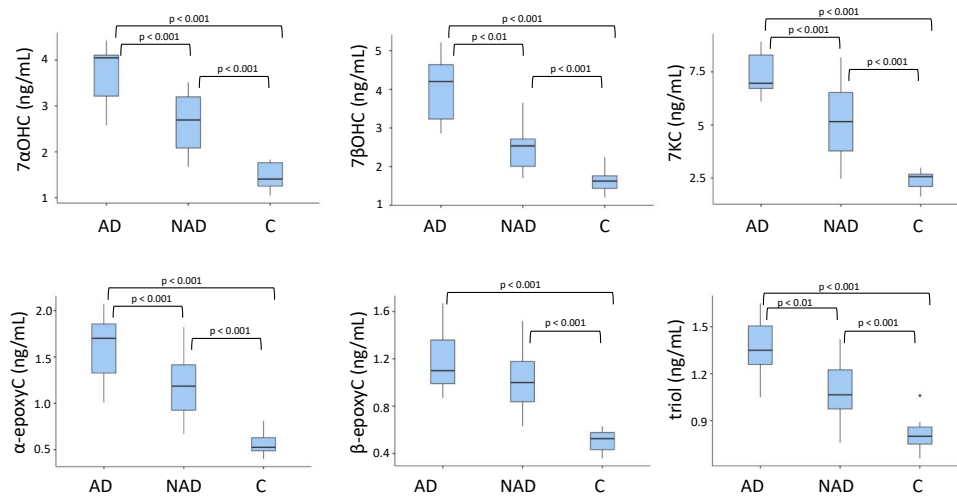 p < 0.001
p < 0.001
p < 0.001
7αOHC (ng/mL)
4
3
2
1
AD NAD C
p < 0.001
p < 0.01
p < 0.001
7βOHC (ng/mL)
5
4
3
2
1
AD NAD C
p < 0.001
p < 0.001
p < 0.001
7KC (ng/mL)
7.5
5
2.5
AD NAD C
p < 0.001
p < 0.001
p < 0.001
α-epoxyC (ng/mL)
2.0
1.5
1.0
0.5
AD NAD C
p < 0.001
p < 0.001
β-epoxyC (ng/mL)
1.6
1.2
0.8
0.4
AD NAD C
p < 0.001
p < 0.01
p < 0.001
triol (ng/mL)
1.5
1.2
0.9
AD NAD C